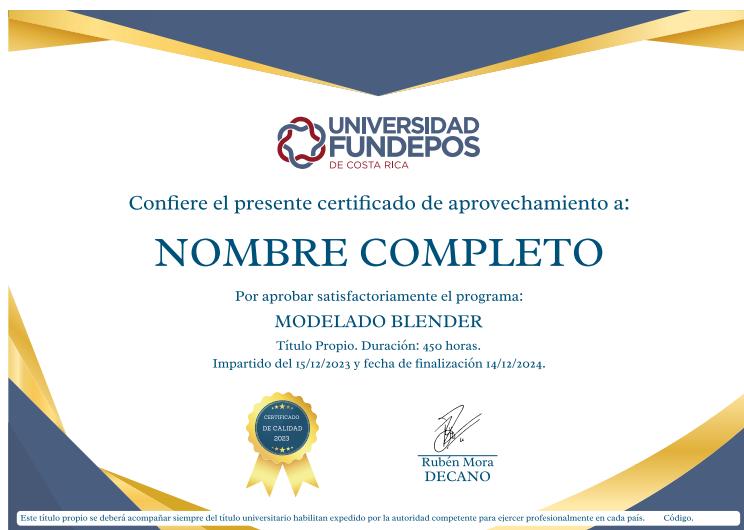 UNIVERSIDAD
FUNDEPOS
DE COSTA RICA
Confiere el presente certificado de aprovechamiento a:
NOMBRE COMPLETO
Por aprobar satisfactoriamente el programa:
MODELADO BLENDER
Título Propio. Duración: 450 horas.
Impartido del 15/12/2023 y fecha de finalización 14/12/2024.
CERTIFICADO
DE CALIDAD
2023
Rubén Mora
DECANO
Este título propio se deberá acompañar siempre del título universitario habilitan expedido por la autoridad competente para ejercer profesionalmente en cada país. Código.